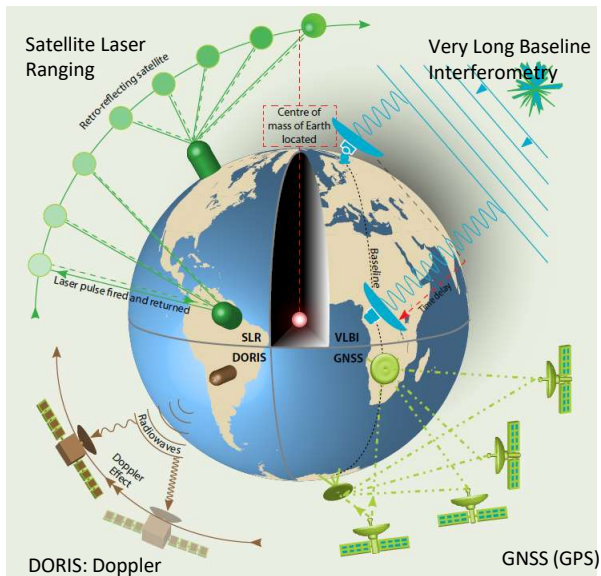 Satellite Laser
Ranging
Very Long Baseline
Interferometry
Retro-reflecting satellite
Centre of
mass of Earth
located
Baseline
Time delay
Laser pulse fired and returned
SLR
VLBI
DORIS
GNSS
Radiowaves
Doppler
Effect
DORIS: Doppler
GNSS (GPS)